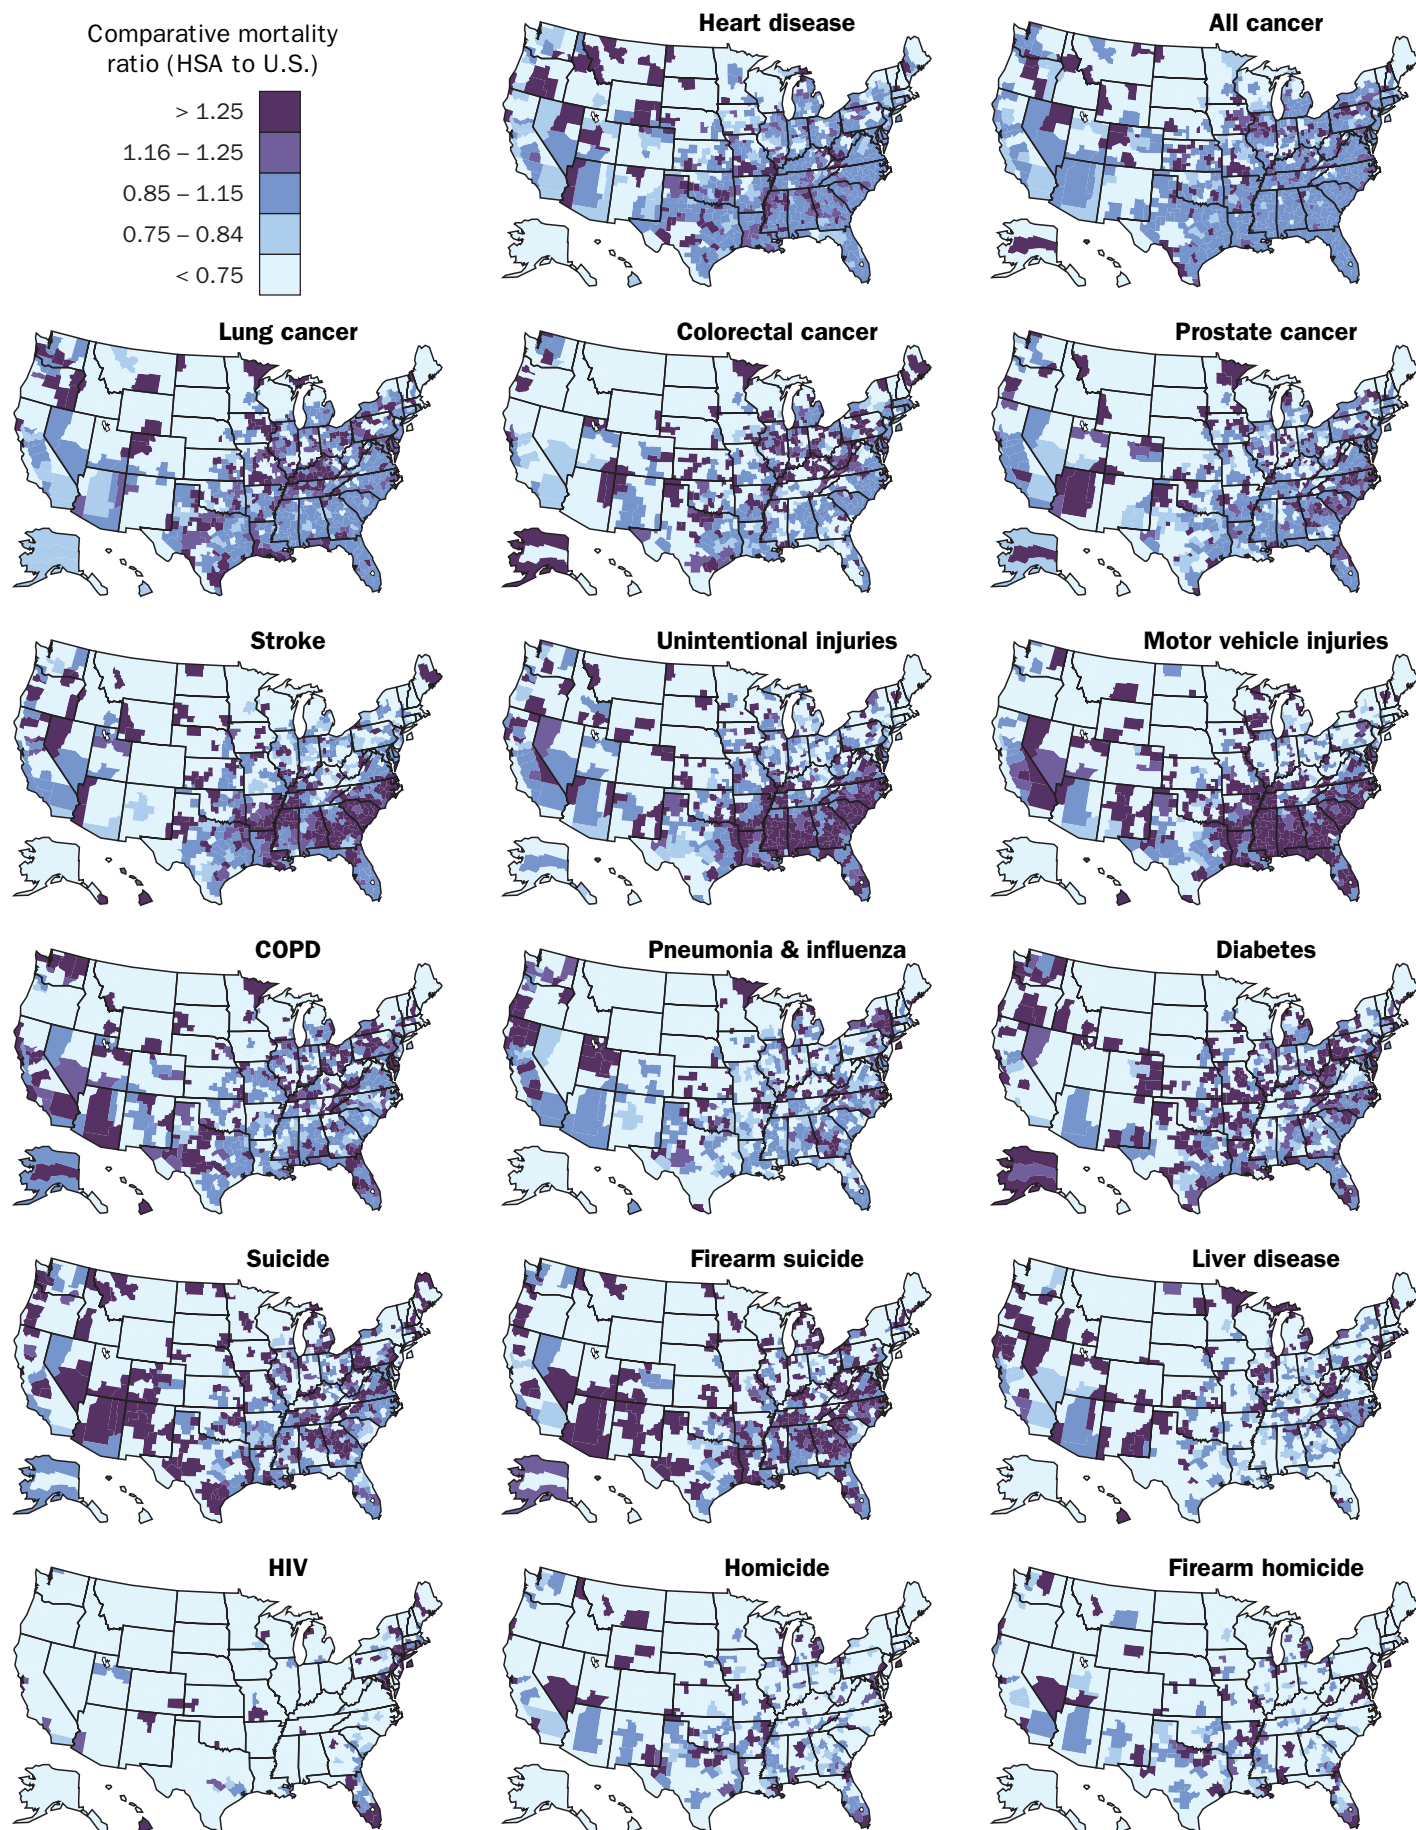 Comparative mortality
ratio (HSA to U.S.)
> 1.25
1.16 – 1.25
0.85 – 1.15
0.75 – 0.84
< 0.75
Heart disease
All cancer
Lung cancer
Colorectal cancer
Prostate cancer
Stroke
Unintentional injuries
Motor vehicle injuries
COPD
Pneumonia & influenza
Diabetes
Suicide
Firearm suicide
Liver disease
HIV
Homicide
Firearm homicide